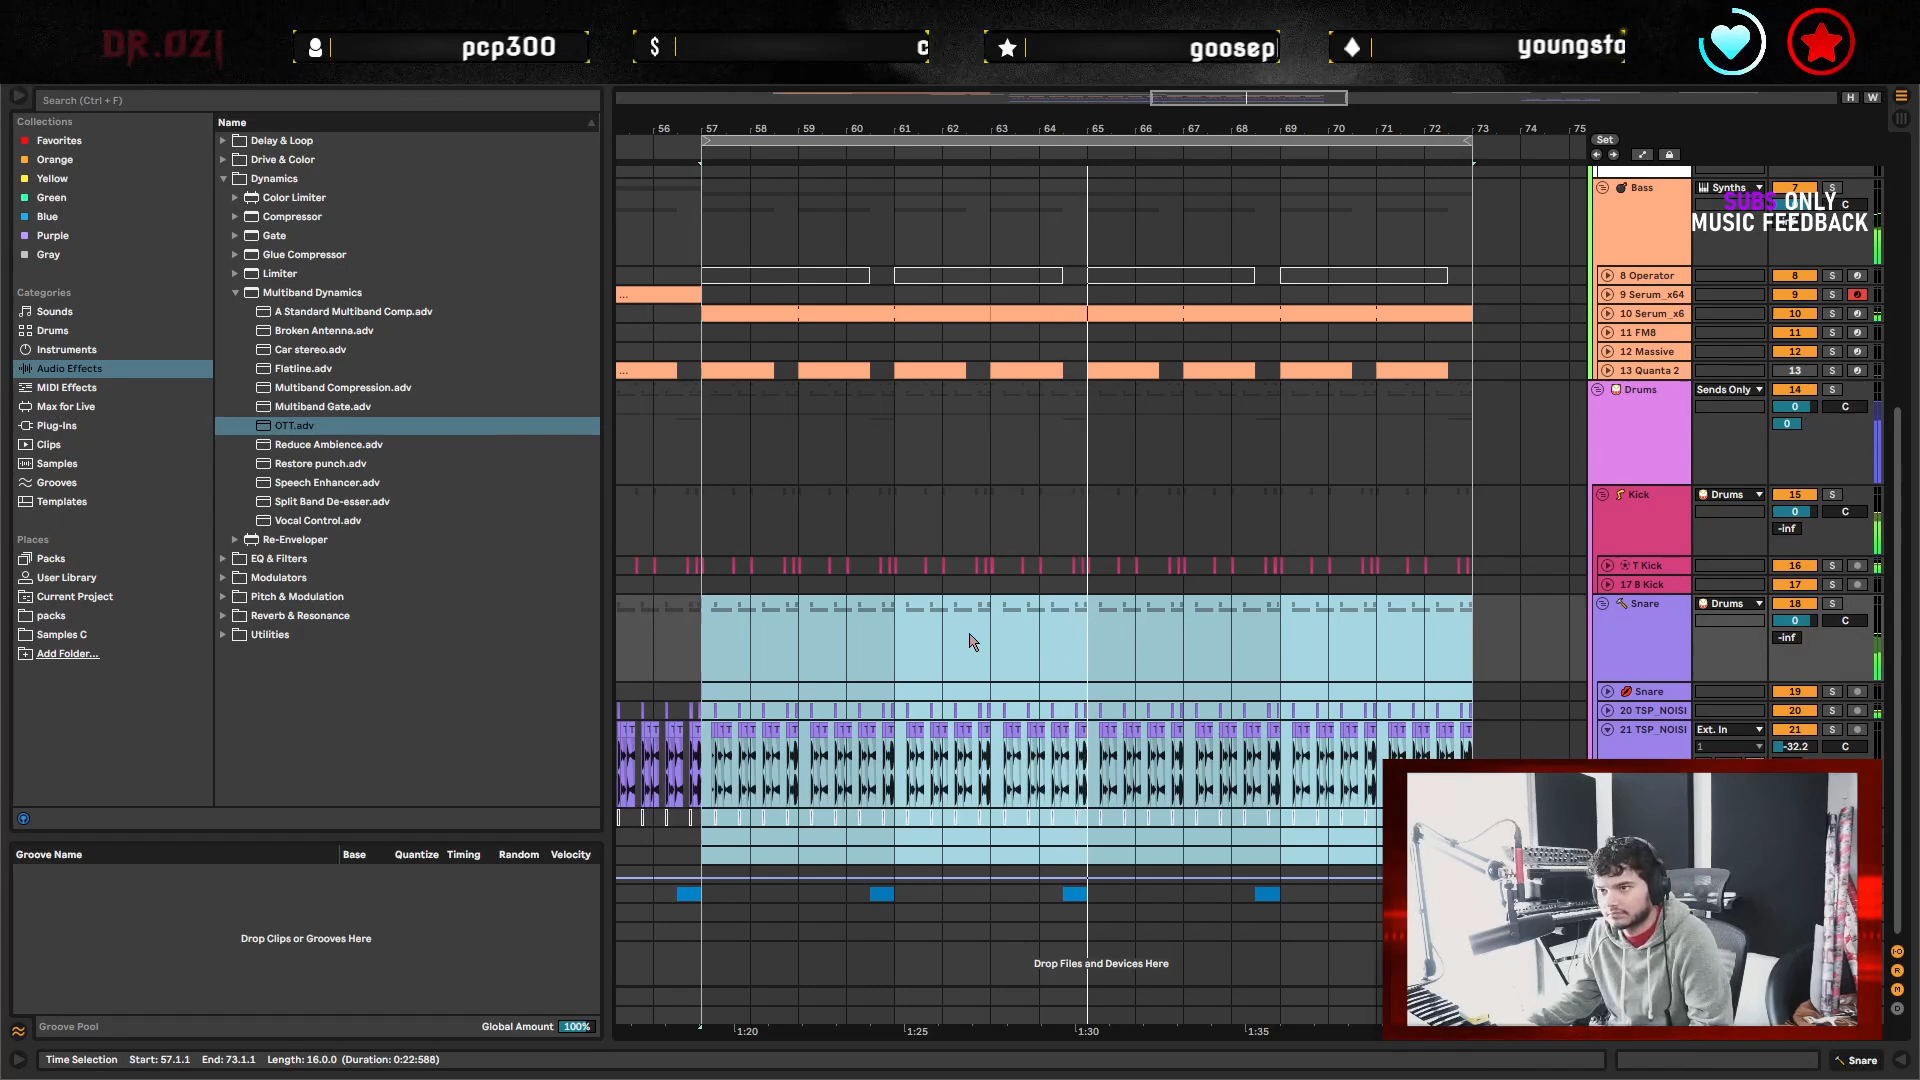 DR.OZI
pcp300
$
c
goosep
youngsta
Search (Ctrl + F)
Collections
Favorites
Orange
Yellow
Green
Blue
Purple
Gray
Categories
Sounds
Drums
Instruments
Audio Effects
MIDI Effects
Max for Live
Plug-Ins
Clips
Samples
Grooves
Templates
Places
Packs
User Library
Current Project
packs
Samples C
Add Folder...
Name
Delay & Loop
Drive & Color
Dynamics
Color Limiter
Compressor
Gate
Glue Compressor
Limiter
Multiband Dynamics
A Standard Multiband Comp.adv
Broken Antenna.adv
Car stereo.adv
Flatline.adv
Multiband Compression.adv
Multiband Gate.adv
OTT.adv
Reduce Ambience.adv
Restore punch.adv
Speech Enhancer.adv
Split Band De-esser.adv
Vocal Control.adv
Re-Enveloper
EQ & Filters
Modulators
Pitch & Modulation
Reverb & Resonance
Utilities
Groove Name Base Quantize Timing Random Velocity
Drop Clips or Grooves Here
Groove Pool Global Amount 100%
H W
56 57 58 59 60 61 62 63 64 65 66 67 68 69 70 71 72 73 74 75
Set
Bass Synths 7 S
C
SUBS ONLY
MUSIC FEEDBACK
8 Operator 8 S
9 Serum_x64 9 S
10 Serum_x6 10 S
11 FM8 11 S
12 Massive 12 S
13 Quanta 2 13 S
Drums Sends Only 14 S
0 C
0
Kick Drums 15 S
0 C
-inf
T Kick 16 S
17 B Kick 17 S
Snare Drums 18 S
0 C
-inf
Snare 19 S
20 TSP_NOISI 20 S
21 TSP_NOISI Ext. In 21 S
1 -32.2 C
Drop Files and Devices Here
1:20 1:25 1:30 1:35
Time Selection Start: 57.1.1 End: 73.1.1 Length: 16.0.0 (Duration: 0:22:588)
Snare